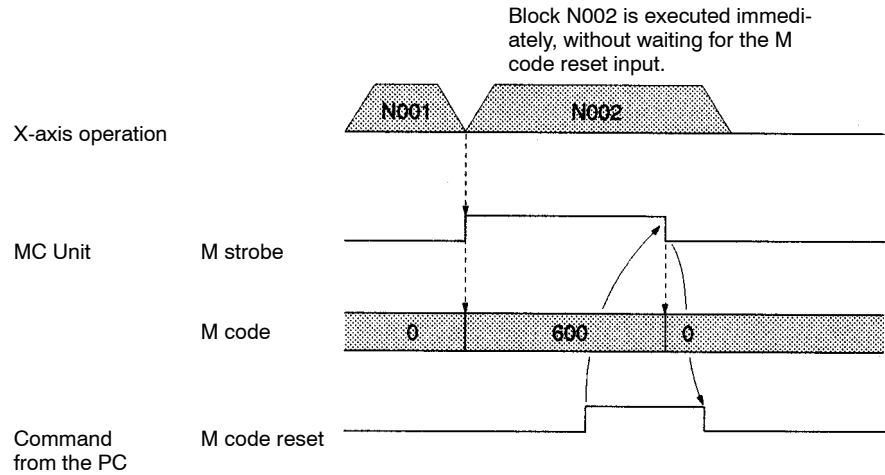 Block N002 is executed immedi-
ately, without waiting for the M
code reset input.
N001
N002
X-axis operation
MC Unit
M strobe
M code
0
600
0
Command
from the PC
M code reset